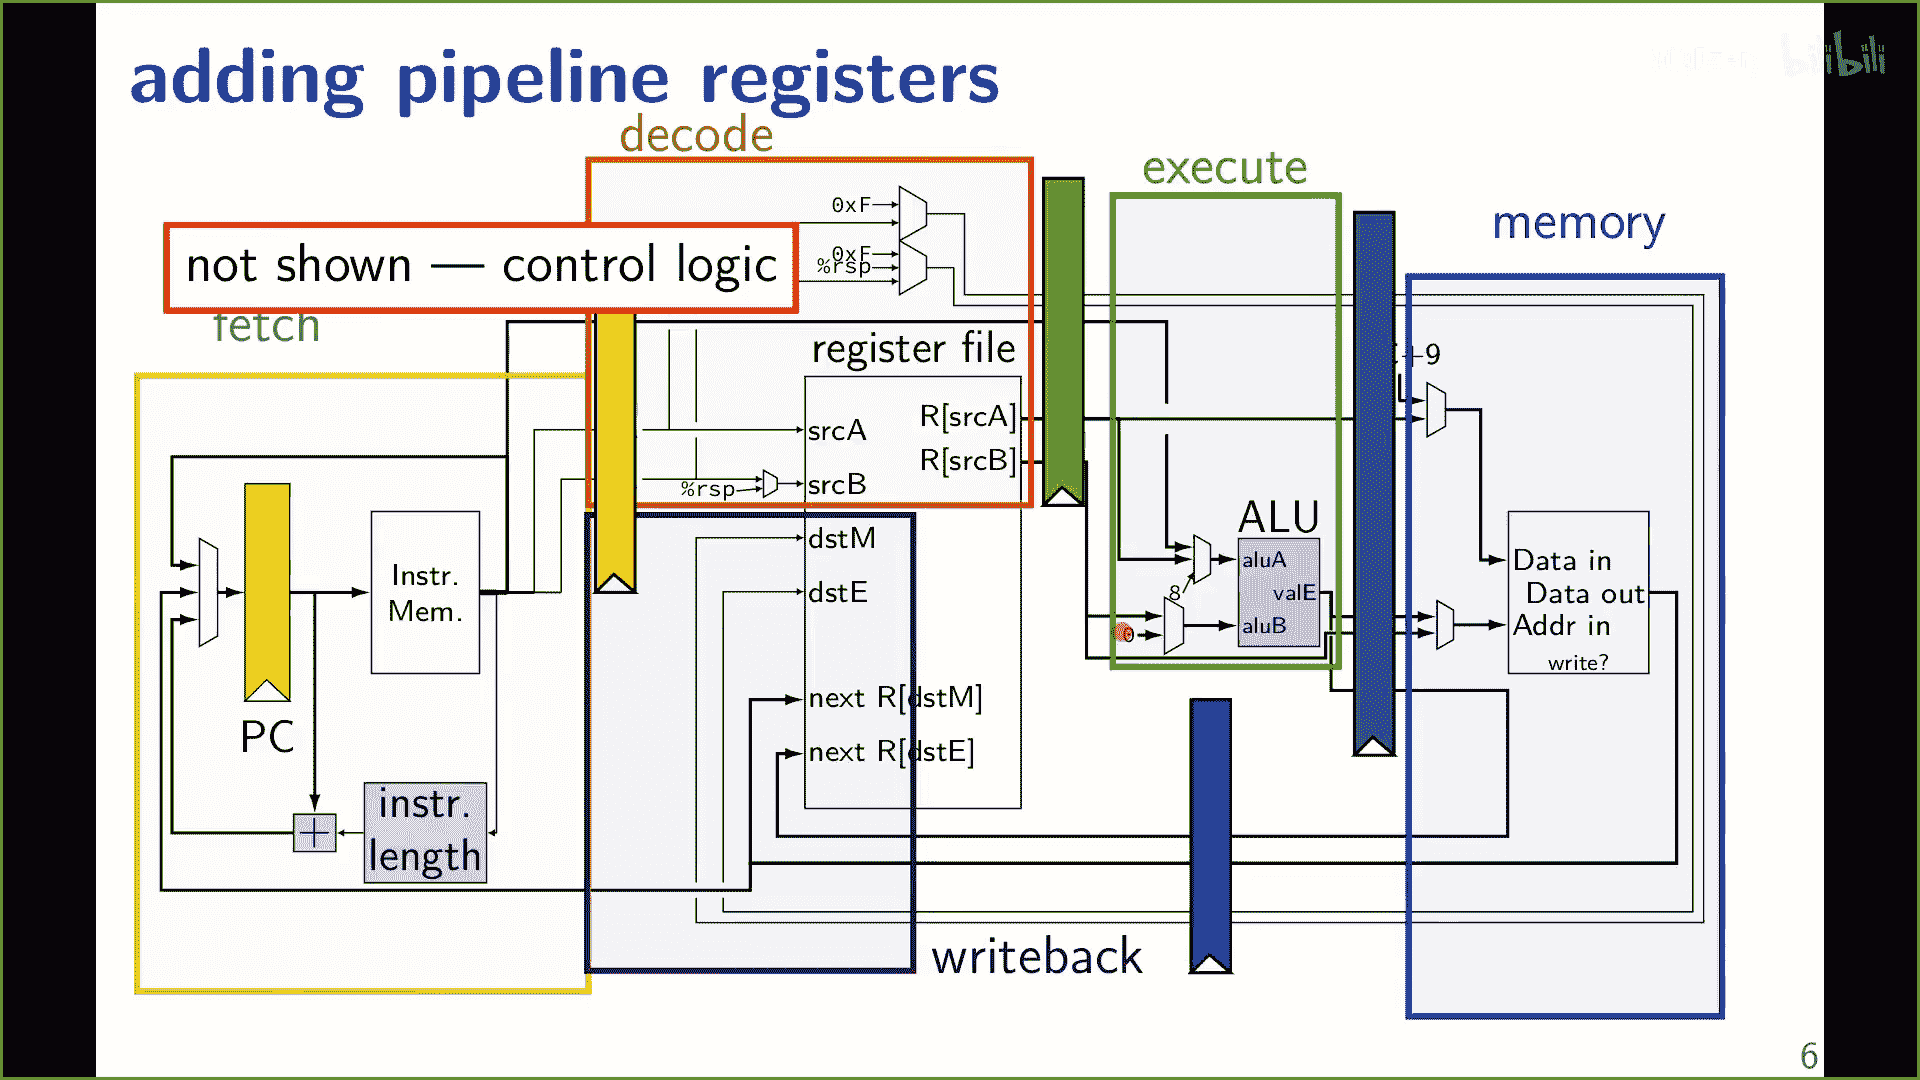 adding pipeline registers
decode
execute
memory
0xF
0xF
%rsp
not shown — control logic
fetch
register file
+9
srcA
R[srcA]
R[srcB]
%rsp
srcB
ALU
dstM
aluA
Data in
Instr.
Mem.
8
valE
Data out
dstE
0
aluB
Addr in
write?
next R[dstM]
PC
next R[dstE]
instr.
length
+
writeback
6
bilibili